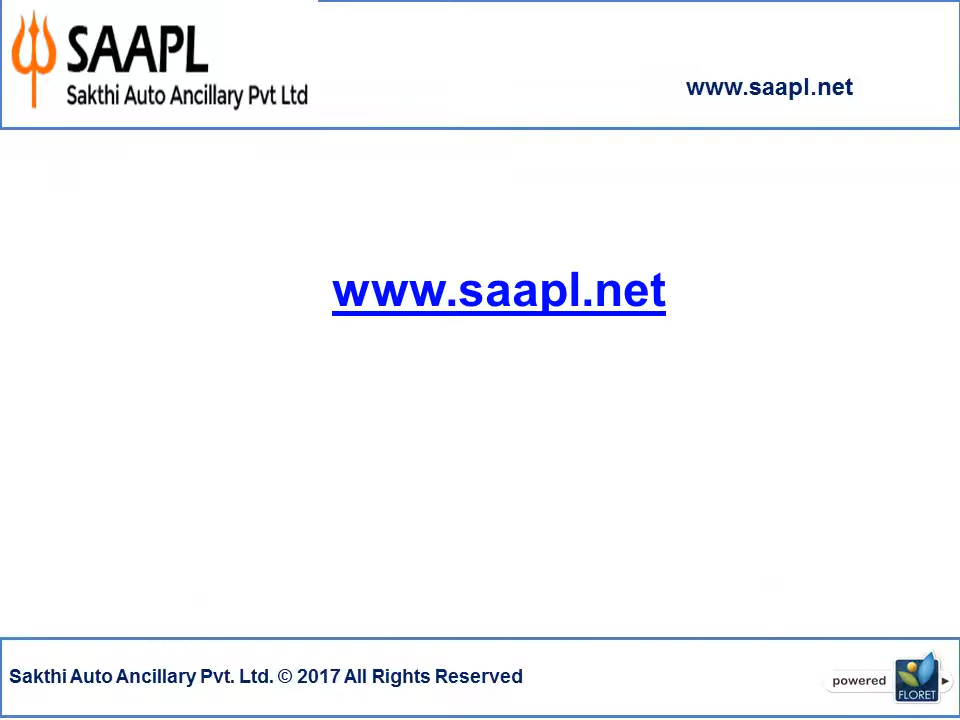 SAAPL
Sakthi Auto Ancillary Pvt Ltd
www.saapl.net
www.saapl.net
Sakthi Auto Ancillary Pvt. Ltd. © 2017 All Rights Reserved
powered
FLORET